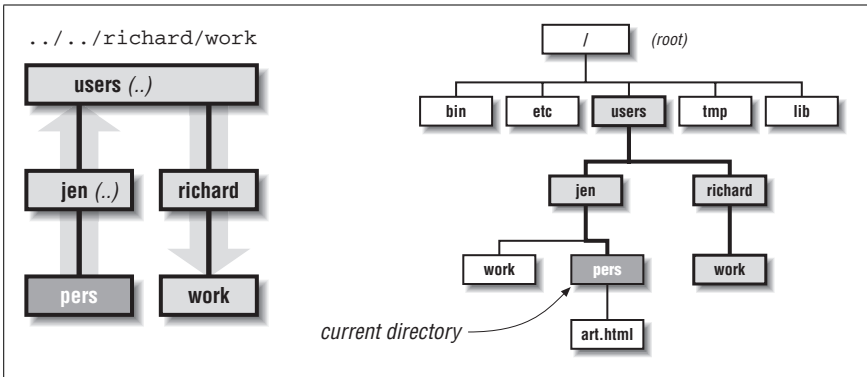 ../../richard/work
users (..)
jen (..) richard
pers work
/ (root)
bin etc users tmp lib
jen richard
work pers work
current directory
art.html